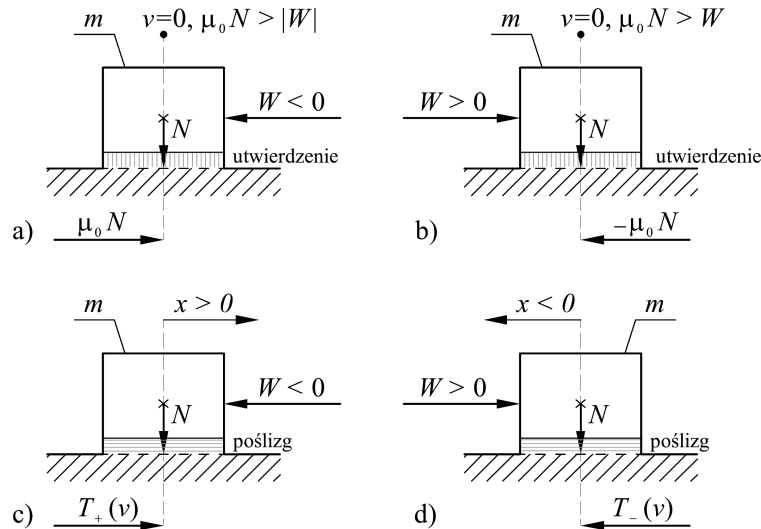 m
v=0, μ₀N > |W|
W < 0
N
utwierdzenie
a)
μ₀N
m
v=0, μ₀N > W
W > 0
N
utwierdzenie
b)
−μ₀N
m
x > 0
W < 0
N
poślizg
c)
T₊(v)
x < 0
m
W > 0
N
poślizg
d)
T₋(v)